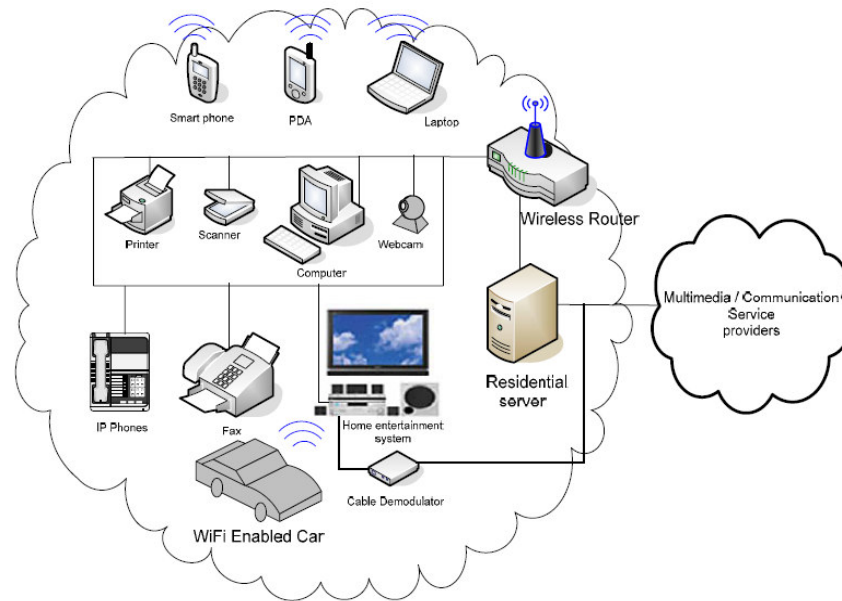 Smart phone
PDA
Laptop
Printer
Scanner
Computer
Webcam
Wireless Router
Multimedia / Communication
Service
providers
Residential
server
IP Phones
Fax
Home entertainment
system
Cable Demodulator
WiFi Enabled Car